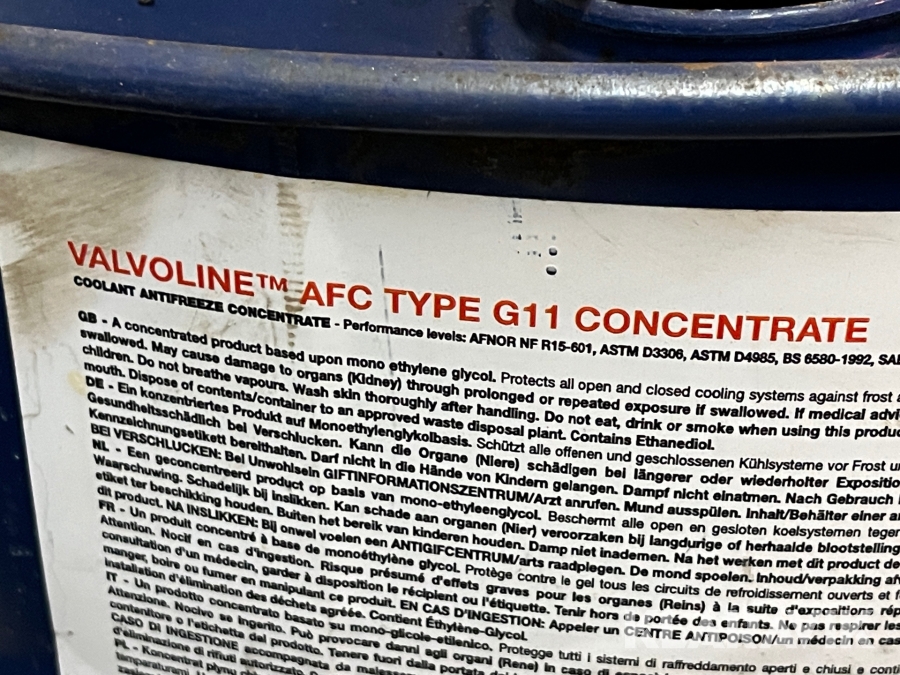 VALVOLINE™ AFC TYPE G11 CONCENTRATE
COOLANT ANTIFREEZE CONCENTRATE - Performance levels: AFNOR NF R15-601, ASTM D3306, ASTM D4985, BS 6580-1992,
GB - A concentrated product based upon mono ethylene glycol. Protects all open and closed cooling systems against frost
swallowed. May cause damage to organs (Kidney) through prolonged or repeated exposure if swallowed. If medical
children. Do not breathe vapours. Wash skin thoroughly after handling. Do not eat, drink or smoke when using this
mouth. Dispose of contents/container to an approved waste disposal plant. Contains Ethanediol.
DE - Ein konzentriertes Produkt auf Monoethylenglykolbasis. Schützt alle offenen und geschlossenen Kühlsysteme vor Frost
Gesundheitsschädlich bei Verschlucken. Kann die Organe (Niere) schädigen bei längerer oder wiederholter
Kennzeichnungsetikett bereithalten. Darf nicht in die Hände von Kindern gelangen. Dampf nicht einatmen. Nach Gebrauch
BEI VERSCHLUCKEN: Bei Unwohlsein GIFTINFORMATIONSZENTRUM/Arzt anrufen. Mund ausspülen. Inhalt/Behälter einer
NL - Een geconcentreerd product op basis van mono-ethyleenglycol. Beschermt alle open en gesloten koelsystemen
Waarschuwing. Schadelijk bij inslikken. Kan schade aan organen (Nier) veroorzaken bij langdurige of herhaalde
etiket ter beschikking houden. Buiten het bereik van kinderen houden. Damp niet inademen. Na het werken met dit product
dit product. NA INSLIKKEN: Bij onwel voelen een ANTIGIFCENTRUM/arts raadplegen. De mond spoelen. Inhoud/verpakking
FR - Un produit concentré à base de monoéthylène glycol. Protège contre le gel tous les circuits de refroidissement ouverts et
Attention. Nocif en cas d'ingestion. Risque présumé d'effets graves pour les organes (Reins) à la suite d'expositions
consultation d'un médecin, garder à disposition le récipient ou l'étiquette. Tenir hors de portée des enfants. Ne pas respirer les
manger, boire ou fumer en manipulant ce produit. EN CAS D'INGESTION: Appeler un CENTRE ANTIPOISON/un médecin en cas
installation d'élimination des déchets agréée. Contient Éthylène-Glycol.
IT - Un prodotto concentrato basato su mono-glicole-etilenico. Protegge tutti i sistemi di raffreddamento aperti e chiusi e
Attenzione. Nocivo se ingerito. Può provocare danni agli organi (Rene) in caso di
contenitore o l'etichetta del prodotto. Tenere fuori dalla portata
CASO DI INGESTIONE accompagnata da
d'eliminazione di rifiuti autorizzato.
PL - Koncentrat płynu